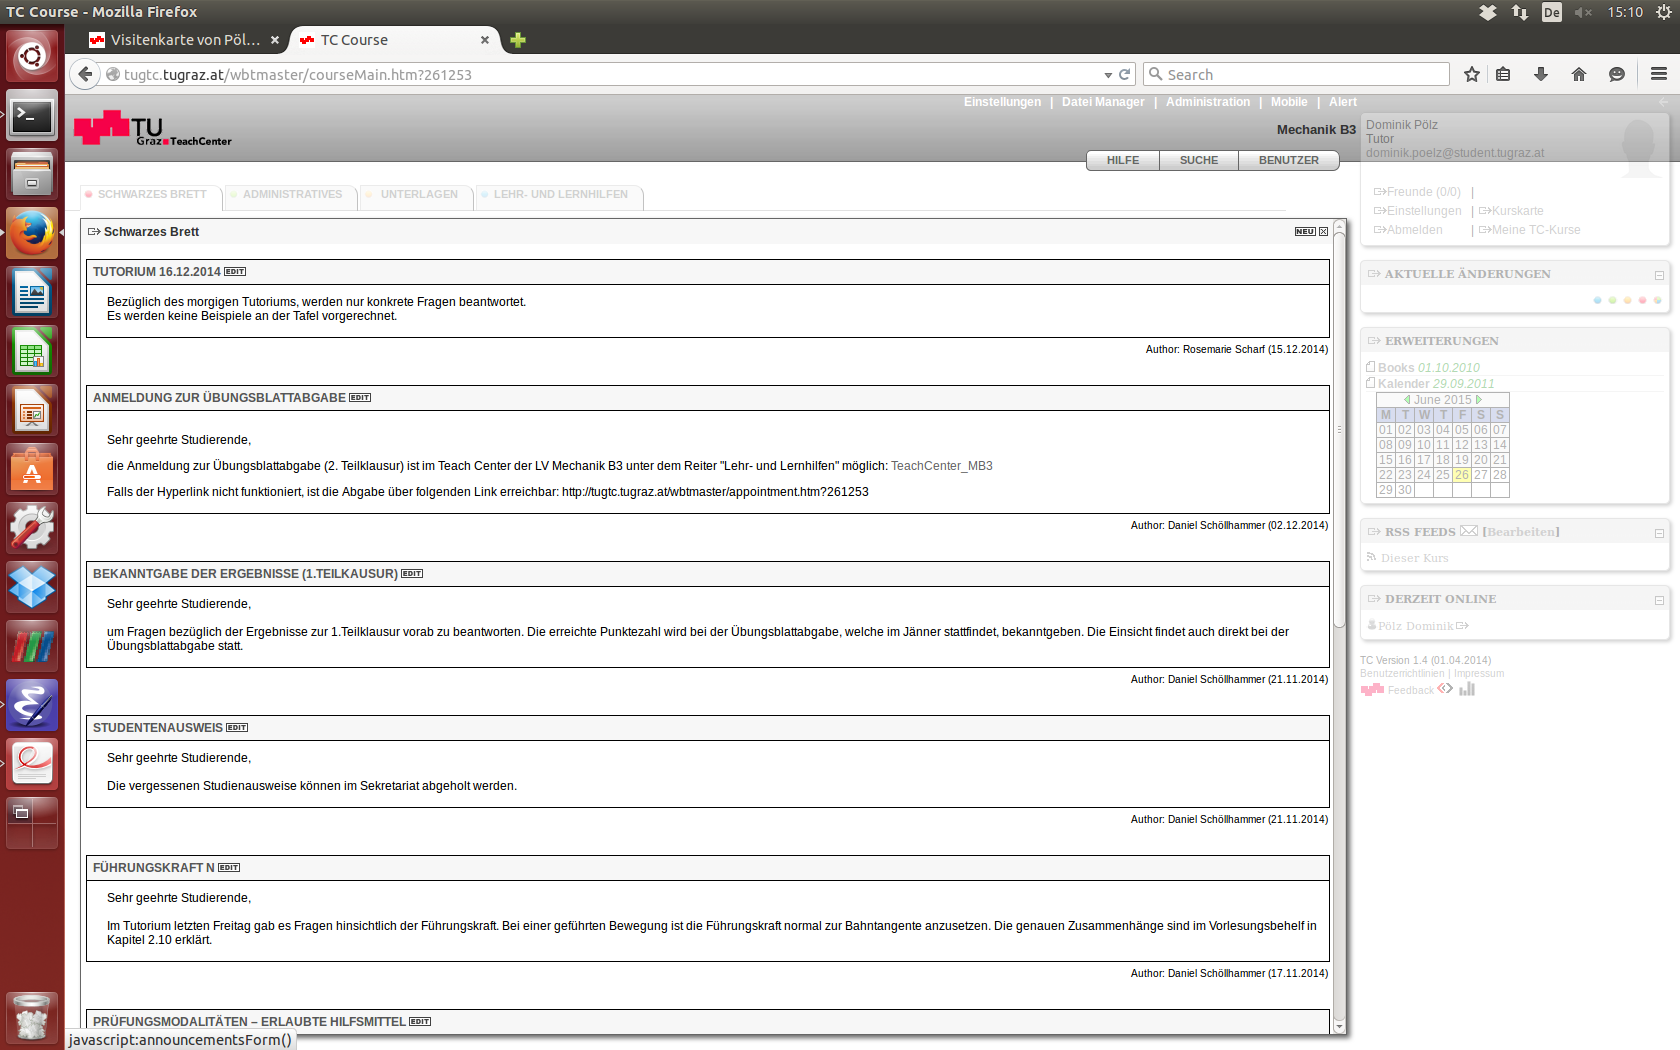 TC Course - Mozilla Firefox
De
15:10
Visitenkarte von Pölz...
TC Course
tugtc.tugraz.at/wbtmaster/courseMain.htm?261253
Search
Einstellungen | Datei Manager | Administration | Mobile | Alert
TU
Graz TeachCenter
Mechanik B3
HILFE
SUCHE
BENUTZER
Dominik Pölz
Tutor
dominik.poelz@student.tugraz.at
Freunde (0/0) |
Einstellungen | Kurskarte
Abmelden | Meine TC-Kurse
SCHWARZES BRETT
ADMINISTRATIVES
UNTERLAGEN
LEHR- UND LERNHILFEN
Schwarzes Brett
NEU
TUTORIUM 16.12.2014 EDIT
Bezüglich des morgigen Tutoriums, werden nur konkrete Fragen beantwortet.
Es werden keine Beispiele an der Tafel vorgerechnet.
Author: Rosemarie Scharf (15.12.2014)
ANMELDUNG ZUR ÜBUNGSBLATTABGABE EDIT
Sehr geehrte Studierende,
die Anmeldung zur Übungsblattabgabe (2. Teilklausur) ist im Teach Center der LV Mechanik B3 unter dem Reiter "Lehr- und Lernhilfen" möglich: TeachCenter_MB3
Falls der Hyperlink nicht funktioniert, ist die Abgabe über folgenden Link erreichbar: http://tugtc.tugraz.at/wbtmaster/appointment.htm?261253
Author: Daniel Schöllhammer (02.12.2014)
BEKANNTGABE DER ERGEBNISSE (1.TEILKAUSUR) EDIT
Sehr geehrte Studierende,
um Fragen bezüglich der Ergebnisse zur 1.Teilklausur vorab zu beantworten. Die erreichte Punktezahl wird bei der Übungsblattabgabe, welche im Jänner stattfindet, bekanntgeben. Die Einsicht findet auch direkt bei der
Übungsblattabgabe statt.
Author: Daniel Schöllhammer (21.11.2014)
STUDENTENAUSWEIS EDIT
Sehr geehrte Studierende,
Die vergessenen Studienausweise können im Sekretariat abgeholt werden.
Author: Daniel Schöllhammer (21.11.2014)
FÜHRUNGSKRAFT N EDIT
Sehr geehrte Studierende,
Im Tutorium letzten Freitag gab es Fragen hinsichtlich der Führungskraft. Bei einer geführten Bewegung ist die Führungskraft normal zur Bahntangente anzusetzen. Die genauen Zusammenhänge sind im Vorlesungsbehelf in
Kapitel 2.10 erklärt.
Author: Daniel Schöllhammer (17.11.2014)
PRÜFUNGSMODALITÄTEN – ERLAUBTE HILFSMITTEL EDIT
AKTUELLE ÄNDERUNGEN
ERWEITERUNGEN
Books 01.10.2010
Kalender 29.09.2011
June 2015
M T W T F S S
01 02 03 04 05 06 07
08 09 10 11 12 13 14
15 16 17 18 19 20 21
22 23 24 25 26 27 28
29 30
RSS FEEDS [Bearbeiten]
Dieser Kurs
DERZEIT ONLINE
Pölz Dominik
TC Version 1.4 (01.04.2014)
Benutzerrichtlinien | Impressum
Feedback
javascript:announcementsForm()